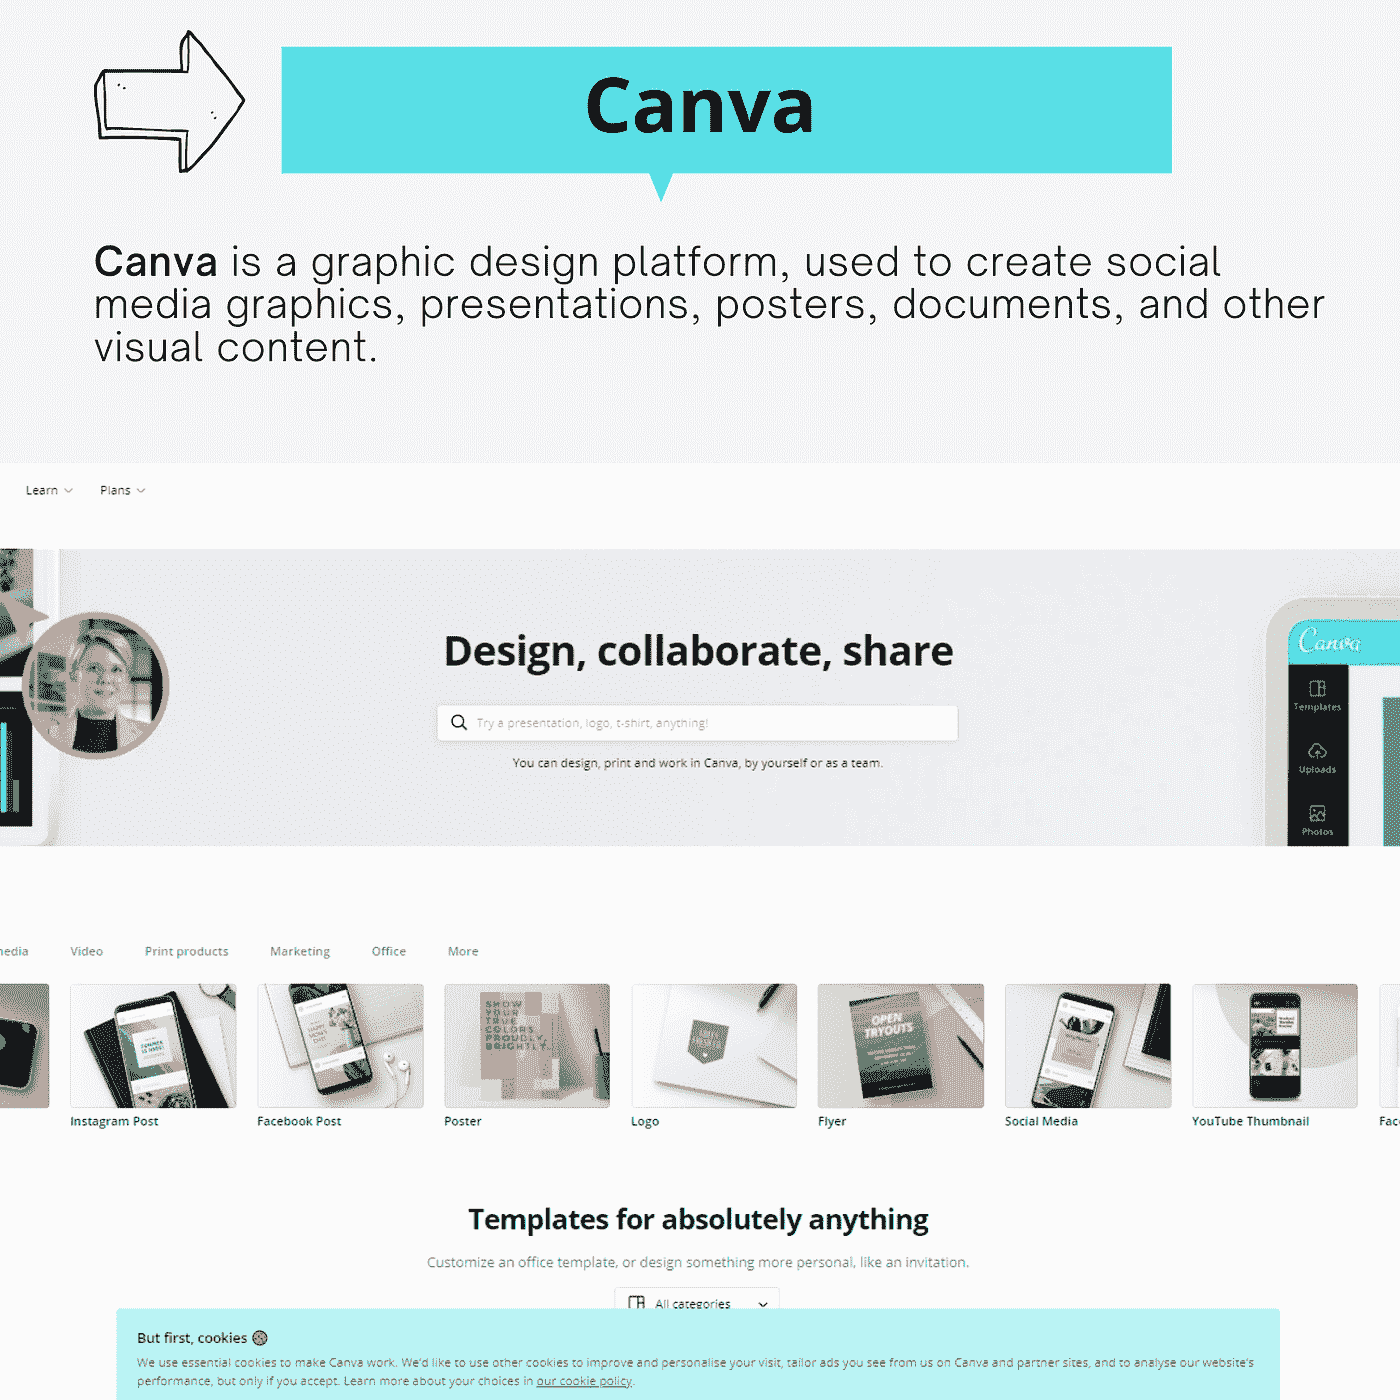 Canva
Canva is a graphic design platform, used to create social
media graphics, presentations, posters, documents, and other
visual content.
Learn
Plans
Design, collaborate, share
Canva
Templates
Try a presentation, logo, t-shirt, anything!
You can design, print and work in Canva, by yourself or as a team.
Uploads
Photos
Video
Print products
Marketing
Office
More
SHOW
YOUR
TRUE
COLORS
PROUDLY,
BRIGHTLY.
OPEN
TRYOUTS
Instagram Post
Facebook Post
Poster
Logo
Flyer
Social Media
YouTube Thumbnail
Templates for absolutely anything
Customize an office template, or design something more personal, like an invitation.
All categories
But first, cookies
We use essential cookies to make Canva work. We'd like to use other cookies to improve and personalise your visit, tailor ads you see from us on Canva and partner sites, and to analyse our website's
performance, but only if you accept. Learn more about your choices in our cookie policy.